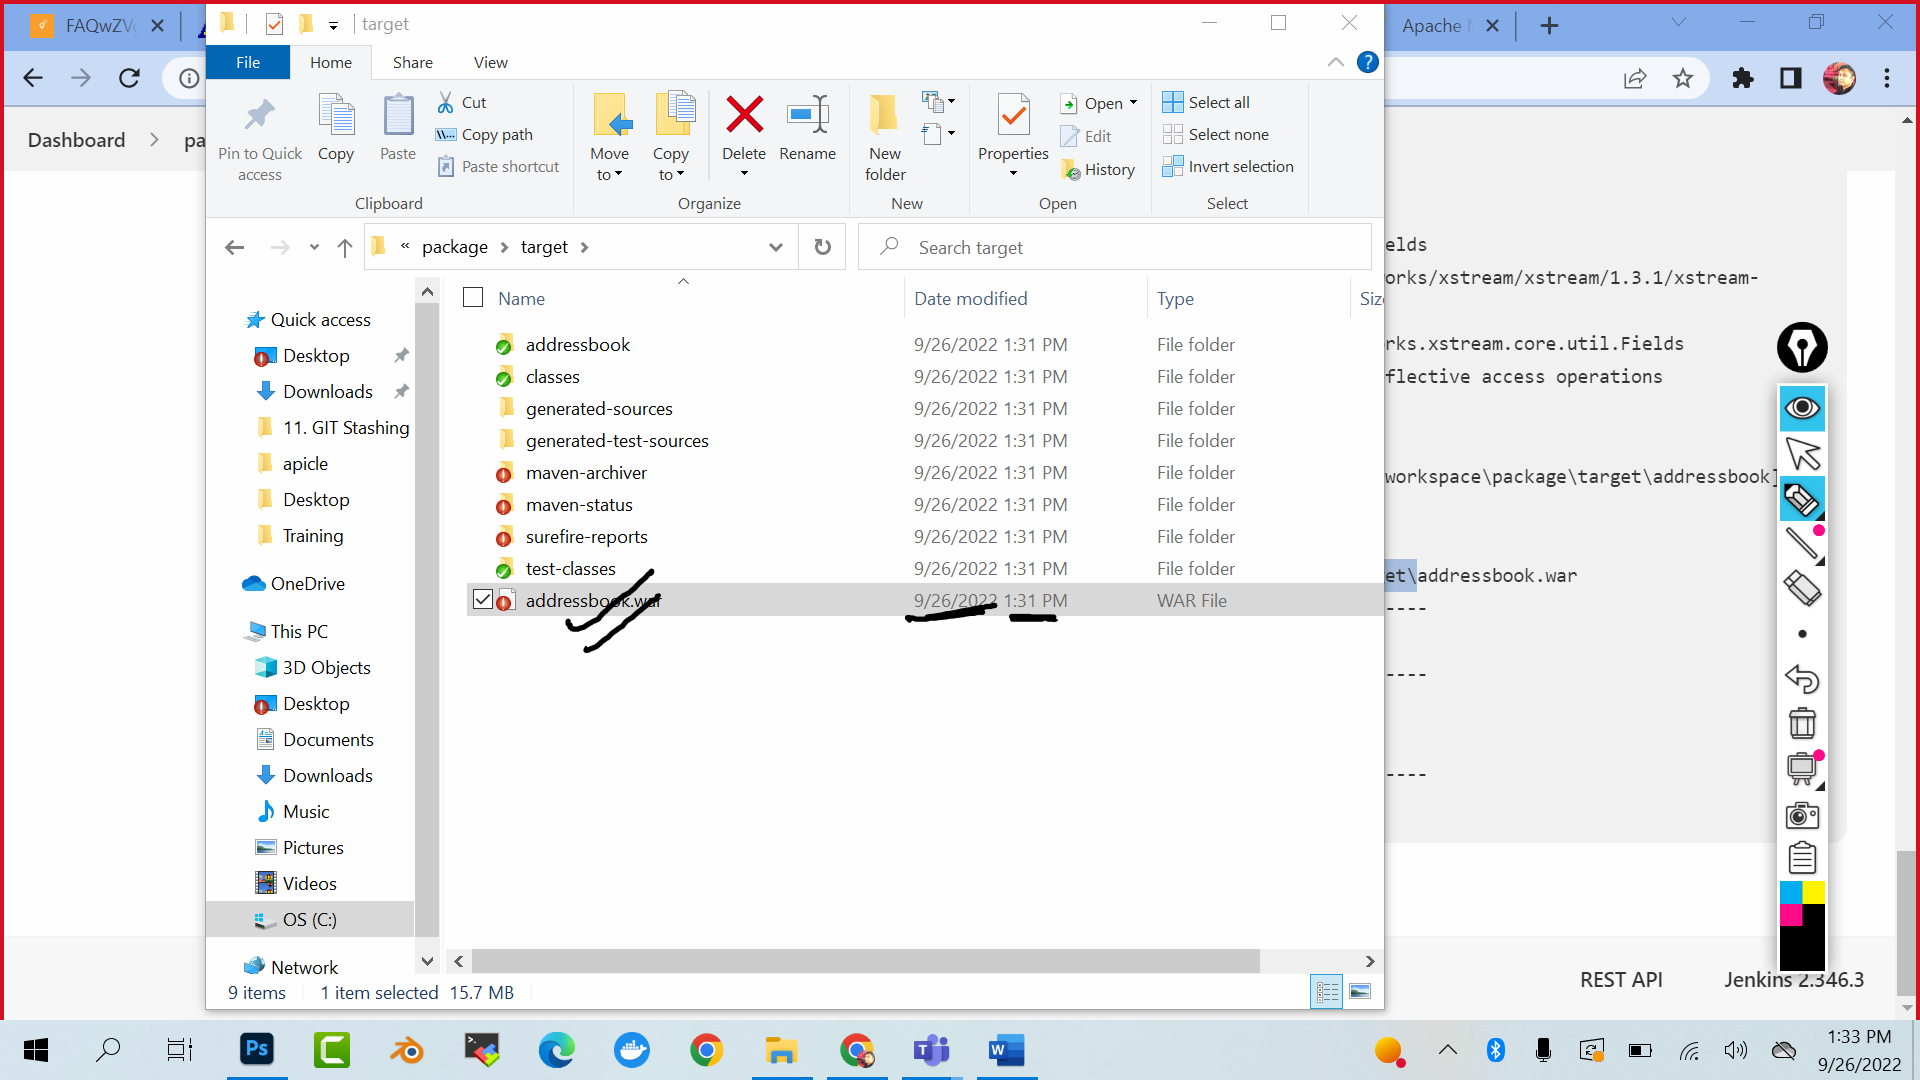 FAQwZV
target
Apache
File
Home
Share
View
Pin to Quick access
Copy
Paste
Cut
Copy path
Paste shortcut
Clipboard
Move to
Copy to
Delete
Rename
Organize
New folder
New
Properties
Open
Edit
History
Open
Select all
Select none
Invert selection
Select
Dashboard
pa
« package > target >
Search target
Name
Date modified
Type
Siz
Quick access
Desktop
Downloads
11. GIT Stashing
apicle
Desktop
Training
OneDrive
This PC
3D Objects
Desktop
Documents
Downloads
Music
Pictures
Videos
OS (C:)
Network
addressbook 9/26/2022 1:31 PM File folder
classes 9/26/2022 1:31 PM File folder
generated-sources 9/26/2022 1:31 PM File folder
generated-test-sources 9/26/2022 1:31 PM File folder
maven-archiver 9/26/2022 1:31 PM File folder
maven-status 9/26/2022 1:31 PM File folder
surefire-reports 9/26/2022 1:31 PM File folder
test-classes 9/26/2022 1:31 PM File folder
addressbook.war 9/26/2022 1:31 PM WAR File
9 items
1 item selected 15.7 MB
elds
orks/xstream/xstream/1.3.1/xstream-
rks.xstream.core.util.Fields
flective access operations
workspace\package\target\addressbook]
et\addressbook.war
----
----
----
REST API
Jenkins 2.346.3
Ps
W
1:33 PM
9/26/2022